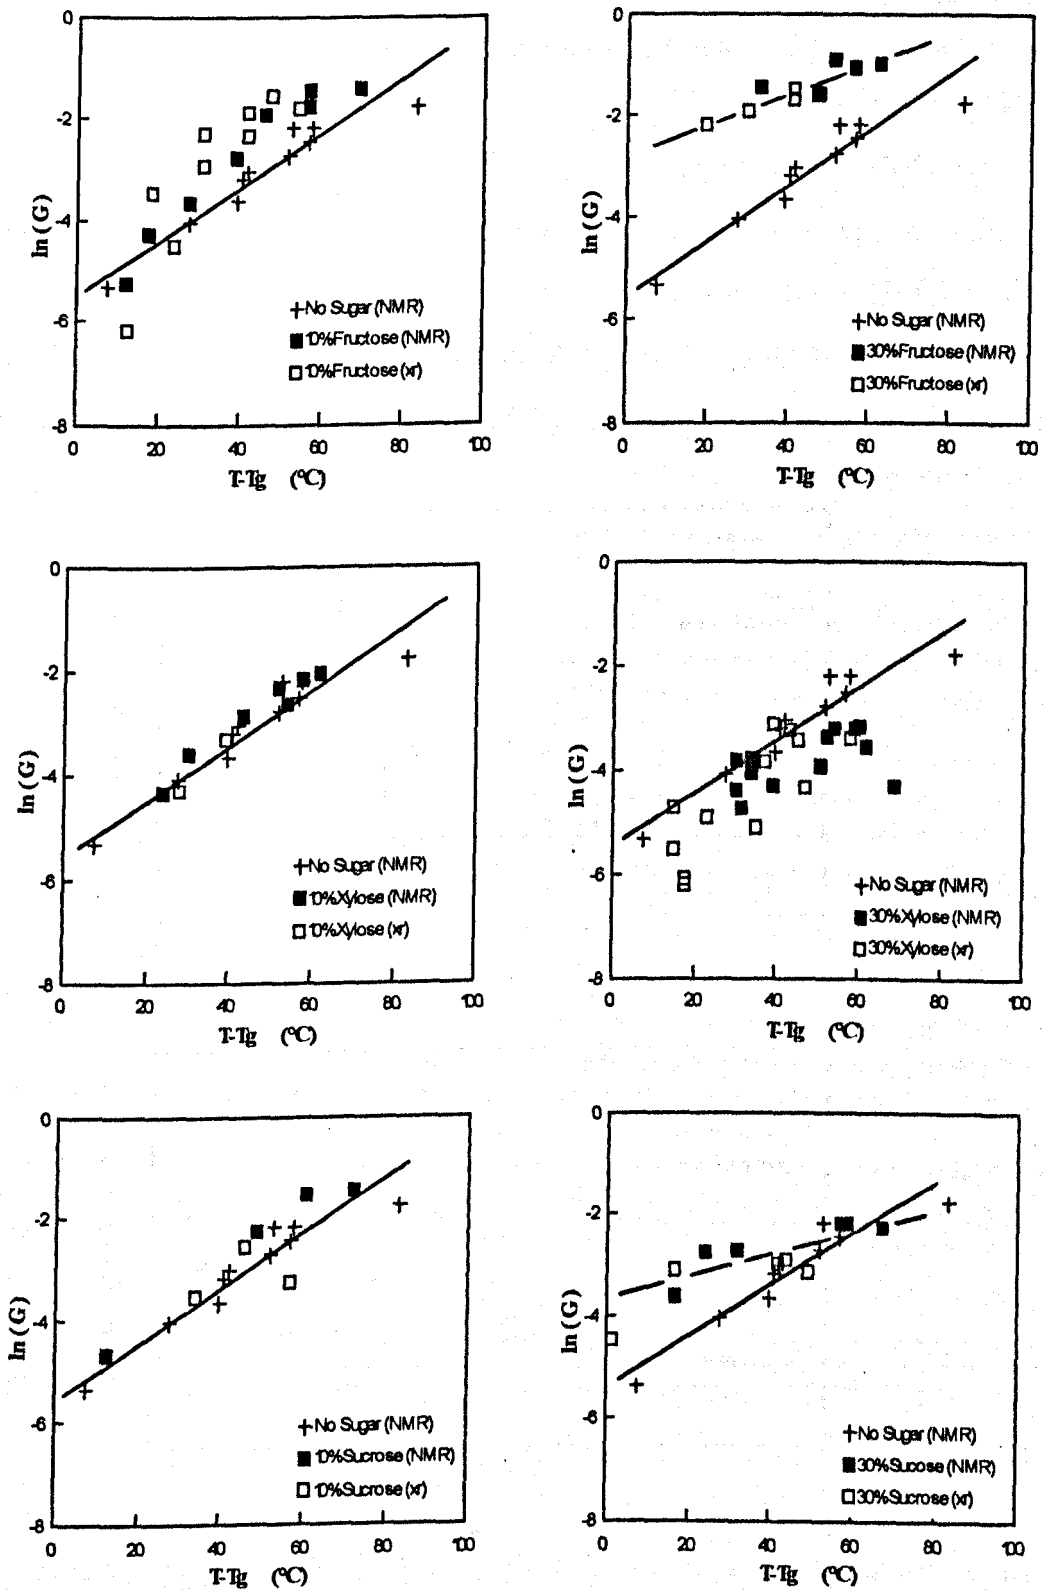 0
-2
-4
-6
-8
ln (G)
+No Sugar (NMR)
■ 10%Fructose (NMR)
□ 10%Fructose (xr)
0 20 40 60 80 100
T-Tg (°C)
0
-2
-4
-6
-8
ln (G)
+No Sugar (NMR)
■ 30%Fructose (NMR)
□ 30%Fructose (xr)
0 20 40 60 80 100
T-Tg (°C)
0
-2
-4
-6
-8
ln (G)
+No Sugar (NMR)
■ 10%Xylose (NMR)
□ 10%Xylose (xr)
0 20 40 60 80 100
T-Tg (°C)
0
-2
-4
-6
-8
ln (G)
+No Sugar (NMR)
■ 30%Xylose (NMR)
□ 30%Xylose (xr)
0 20 40 60 80 100
T-Tg (°C)
0
-2
-4
-6
-8
ln (G)
+No Sugar (NMR)
■ 10%Sucrose (NMR)
□ 10%Sucrose (xr)
0 20 40 60 80 100
T-Tg (°C)
0
-2
-4
-6
-8
ln (G)
+No Sugar (NMR)
■ 30%Sucose (NMR)
□ 30%Sucrose (xr)
0 20 40 60 80 100
T-Tg (°C)